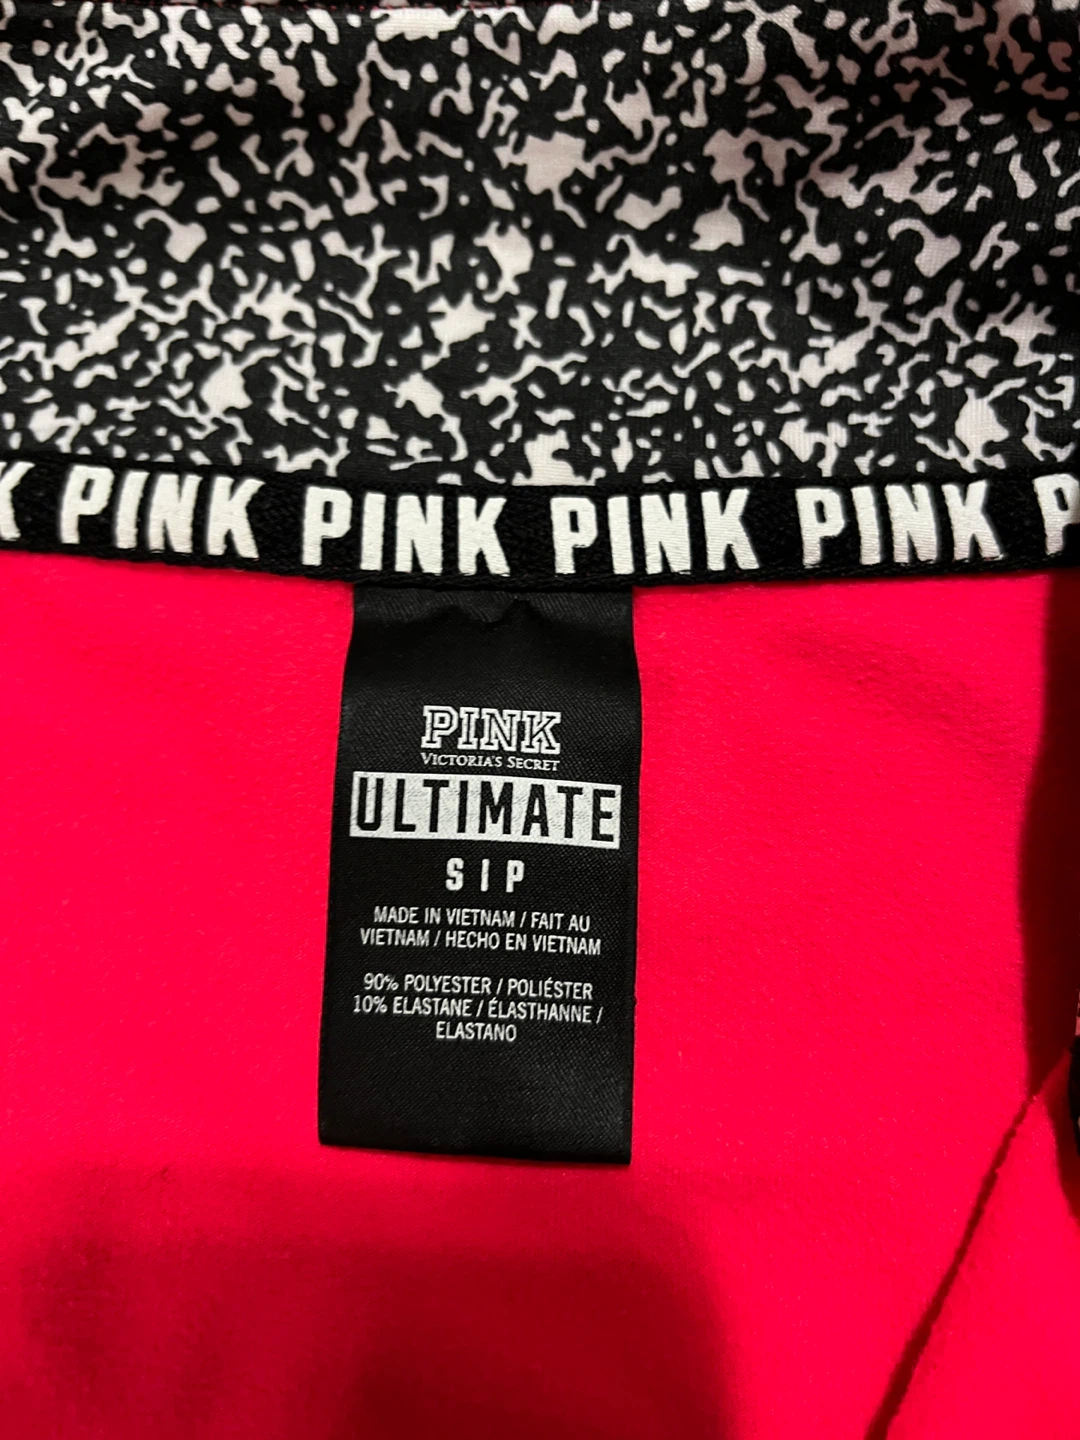 K PINK PINK PINK PINK P
PINK
VICTORIA'S SECRET
ULTIMATE
S | P
MADE IN VIETNAM / FAIT AU
VIETNAM / HECHO EN VIETNAM
90% POLYESTER / POLIÉSTER
10% ELASTANE / ÉLASTHANNE /
ELASTANO